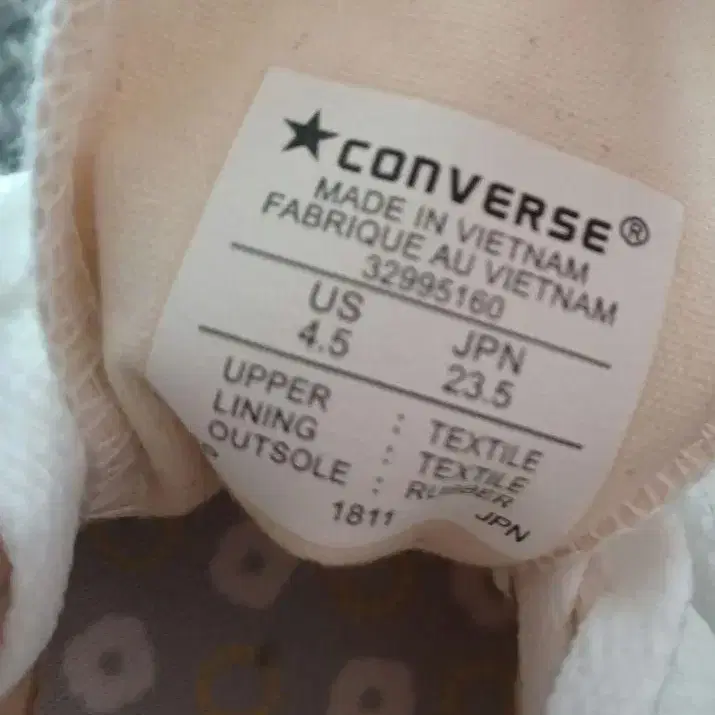 ★CONVERSE®
MADE IN VIETNAM
FABRIQUE AU VIETNAM
32995160
US JPN
4.5 23.5
UPPER : TEXTILE
LINING : TEXTILE
OUTSOLE : RUBBER
1811 JPN